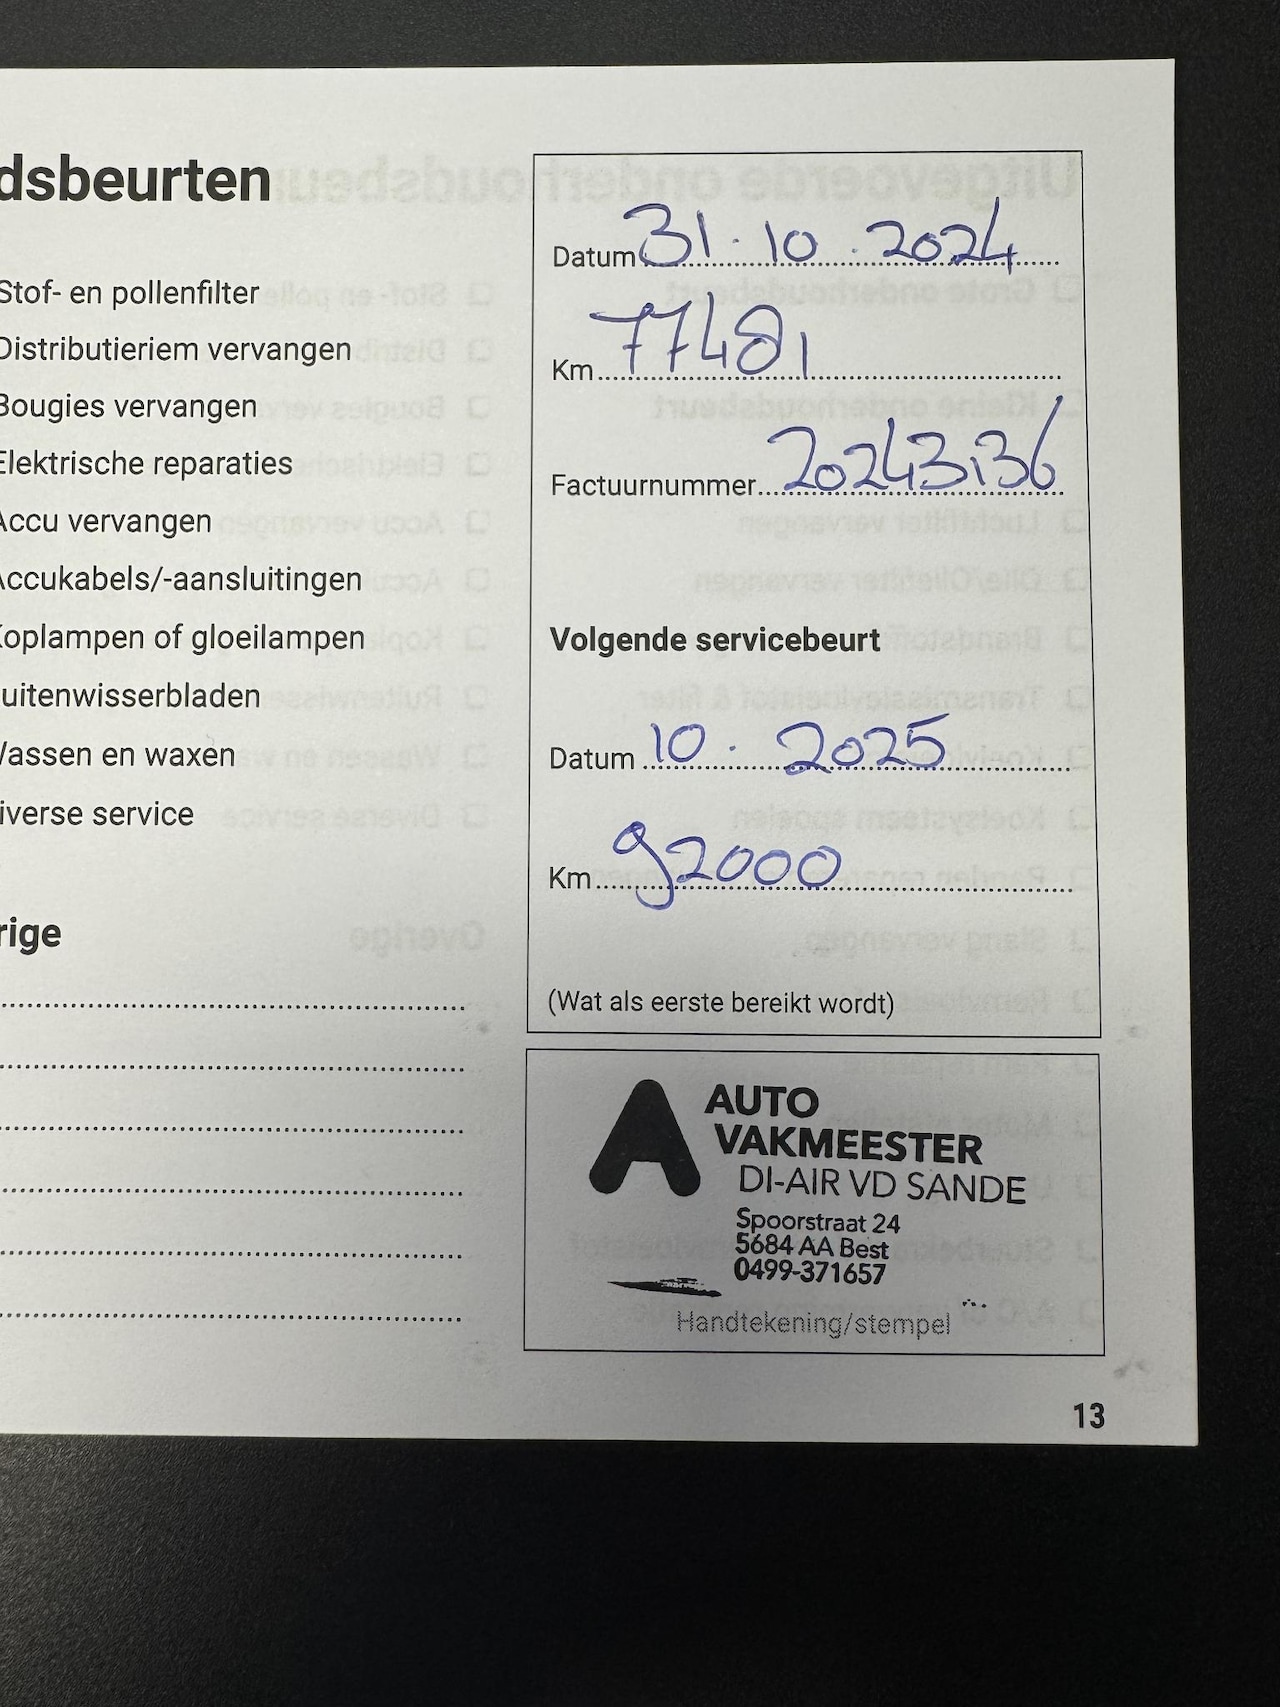 dsbeurten
Stof- en pollenfilter
Distributieriem vervangen
Bougies vervangen
Elektrische reparaties
Accu vervangen
Accukabels/-aansluitingen
Koplampen of gloeilampen
uitenwisserbladen
Wassen en waxen
iverse service
rige
Datum 31·10·2024
Km 77481
Factuurnummer 20243136
Volgende servicebeurt
Datum 10· 2025
Km 92000
(Wat als eerste bereikt wordt)
AUTO
VAKMEESTER
DI-AIR VD SANDE
Spoorstraat 24
5684 AA Best
0499-371657
Handtekening/stempel
13